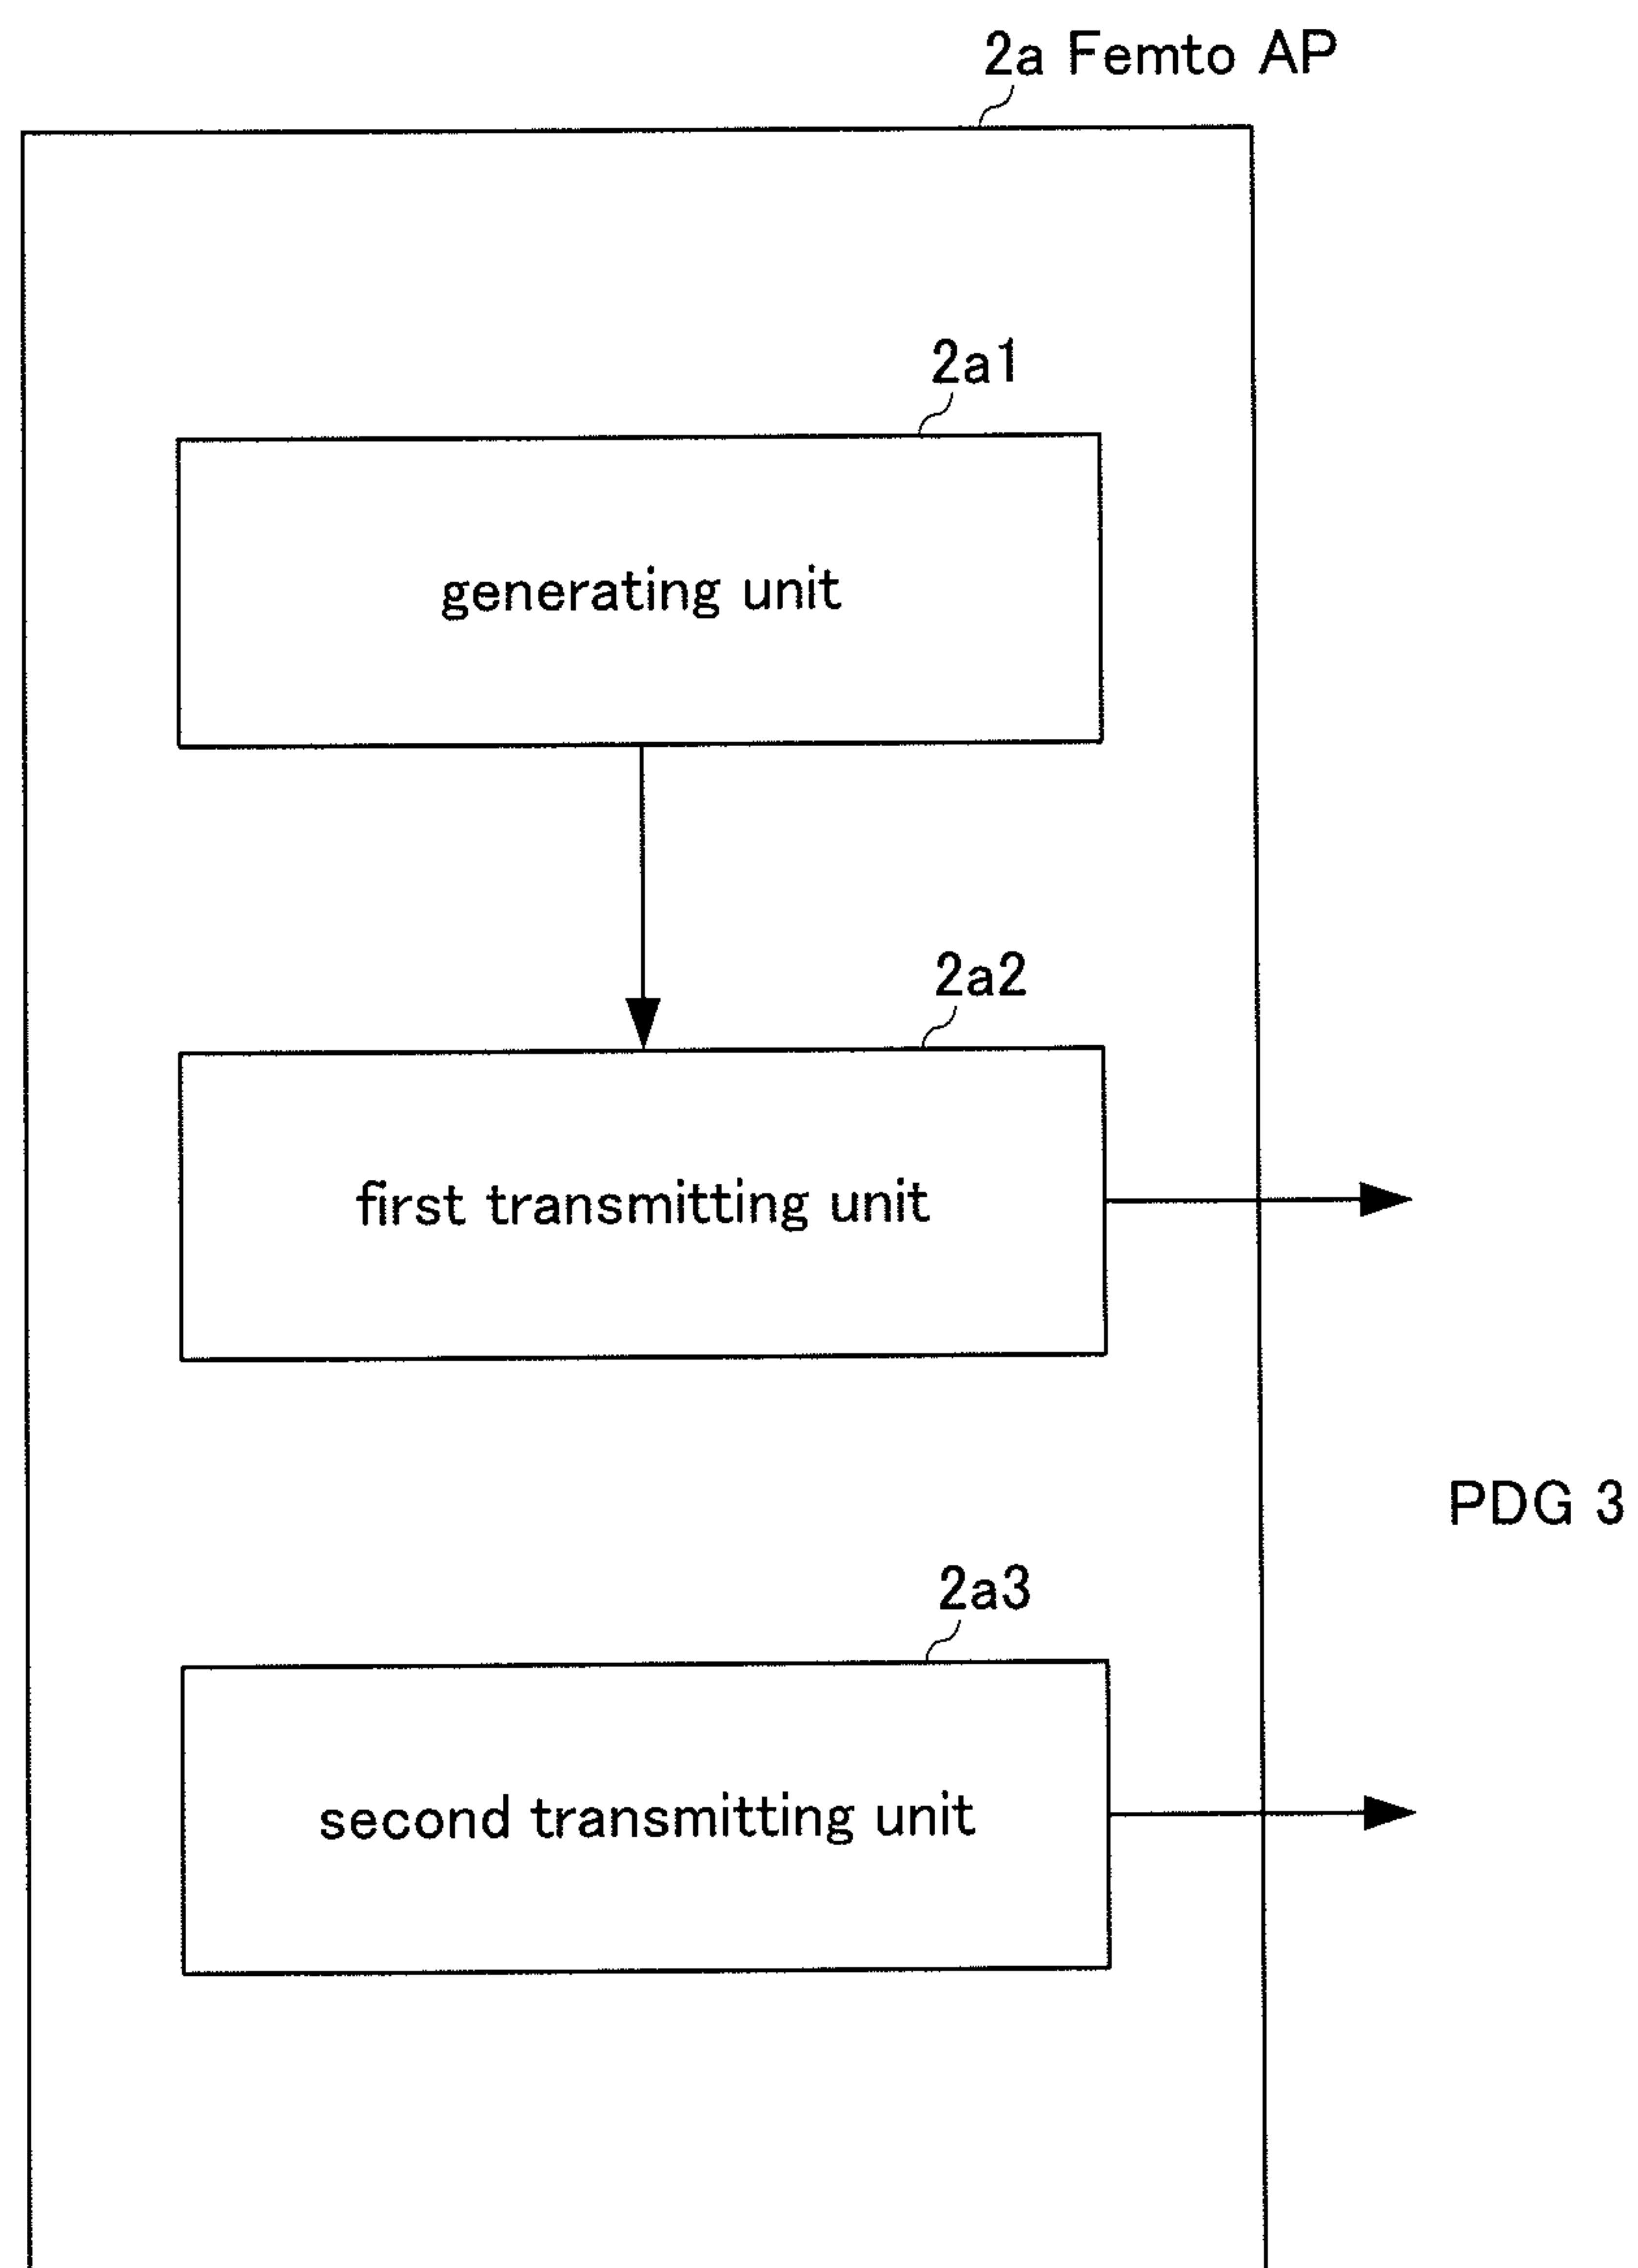 2a Femto AP
2a1
generating unit
2a2
first transmitting unit
PDG 3
2a3
second transmitting unit